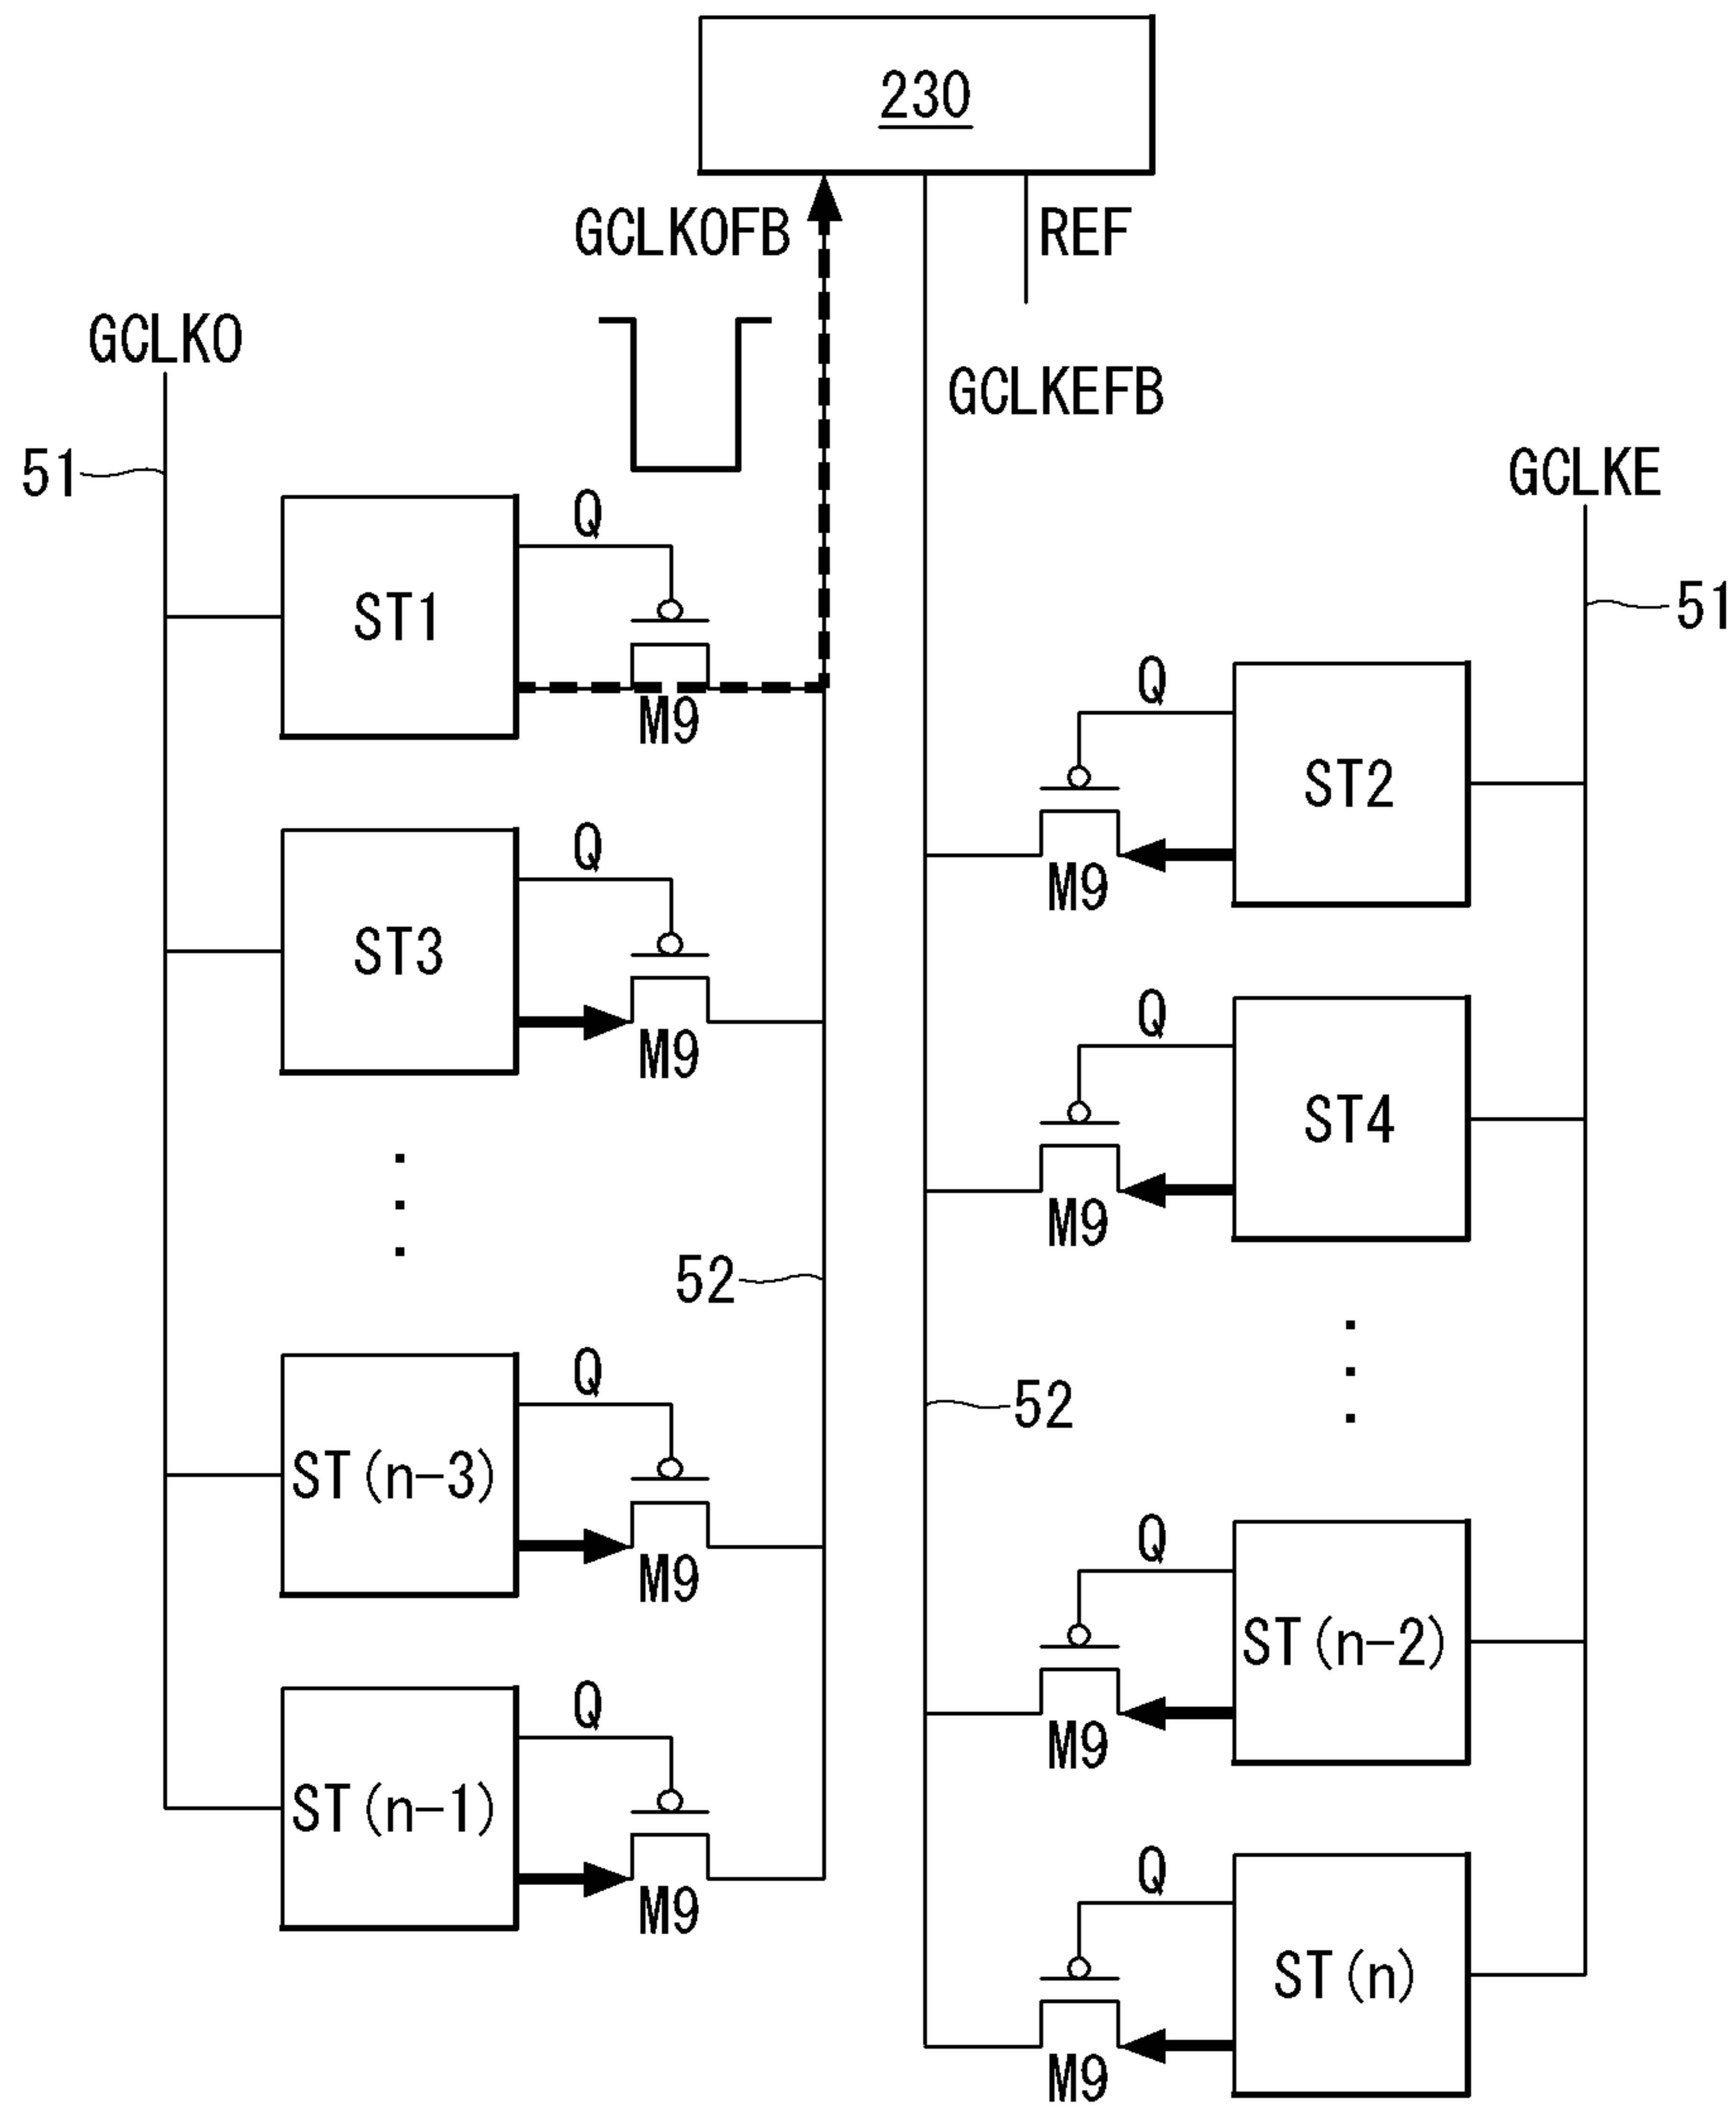 230
GCLKOFB
REF
GCLKO
GCLKEFB
51
GCLKE
Q
ST1
51
M9
Q
ST2
M9
Q
ST3
M9
Q
ST4
M9
52
Q
52
ST(n-3)
M9
Q
ST(n-2)
M9
Q
ST(n-1)
M9
Q
ST(n)
M9